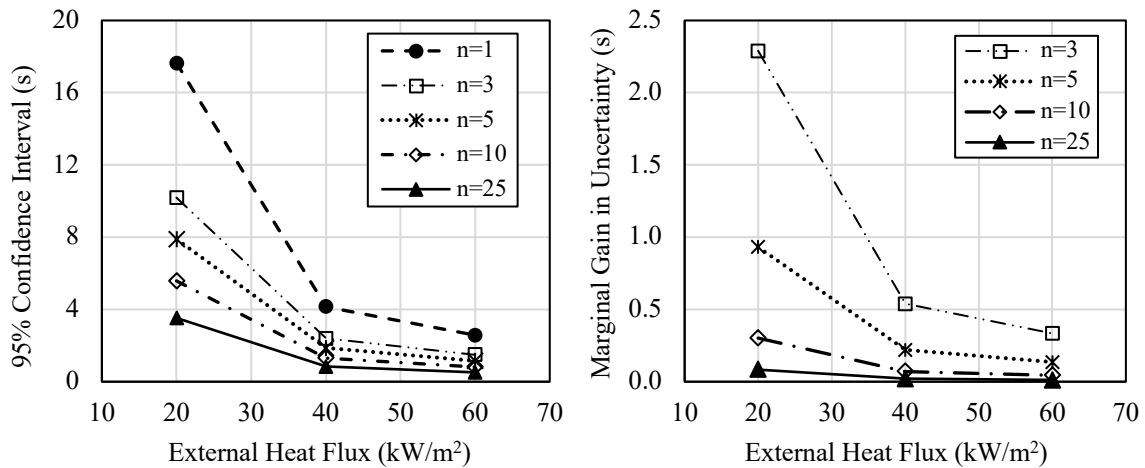 20
16
12
8
4
0
10 20 30 40 50 60 70
95% Confidence Interval (s)
External Heat Flux (kW/m²)
n=1
n=3
n=5
n=10
n=25
2.5
2.0
1.5
1.0
0.5
0.0
10 20 30 40 50 60 70
Marginal Gain in Uncertainty (s)
External Heat Flux (kW/m²)
n=3
n=5
n=10
n=25